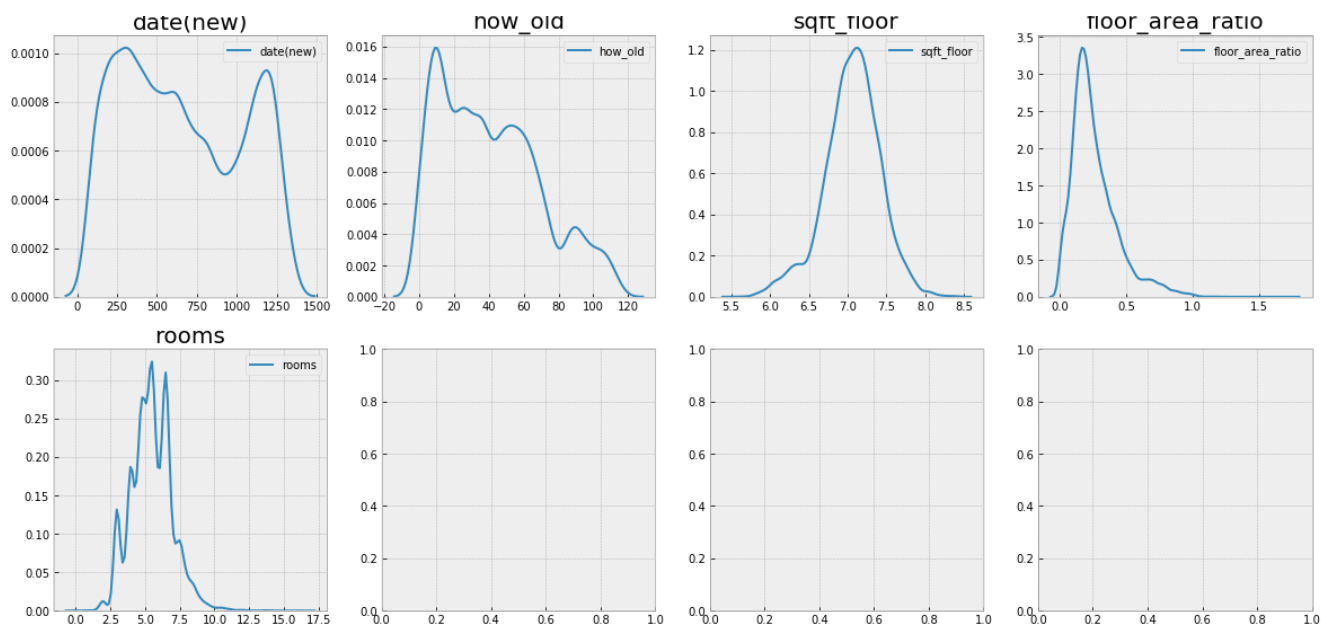 date(new) how_old sqft_floor floor_area_ratio
0.0010 0.0008 0.0006 0.0004 0.0002 0.0000
date(new)
0 250 500 750 1000 1250 1500
0.016 0.014 0.012 0.010 0.008 0.006 0.004 0.002 0.000
how_old
−20 0 20 40 60 80 100 120
1.2 1.0 0.8 0.6 0.4 0.2 0.0
sqft_floor
5.5 6.0 6.5 7.0 7.5 8.0 8.5
3.5 3.0 2.5 2.0 1.5 1.0 0.5 0.0
floor_area_ratio
0.0 0.5 1.0 1.5
rooms
0.30 0.25 0.20 0.15 0.10 0.05 0.00
rooms
0.0 2.5 5.0 7.5 10.0 12.5 15.0 17.5
1.0 0.8 0.6 0.4 0.2 0.0
0.0 0.2 0.4 0.6 0.8 1.0
1.0 0.8 0.6 0.4 0.2 0.0
0.0 0.2 0.4 0.6 0.8 1.0
1.0 0.8 0.6 0.4 0.2 0.0
0.0 0.2 0.4 0.6 0.8 1.0